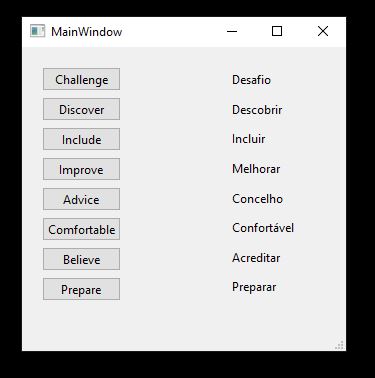 MainWindow
Challenge Desafio
Discover Descobrir
Include Incluir
Improve Melhorar
Advice Concelho
Comfortable Confortável
Believe Acreditar
Prepare Preparar